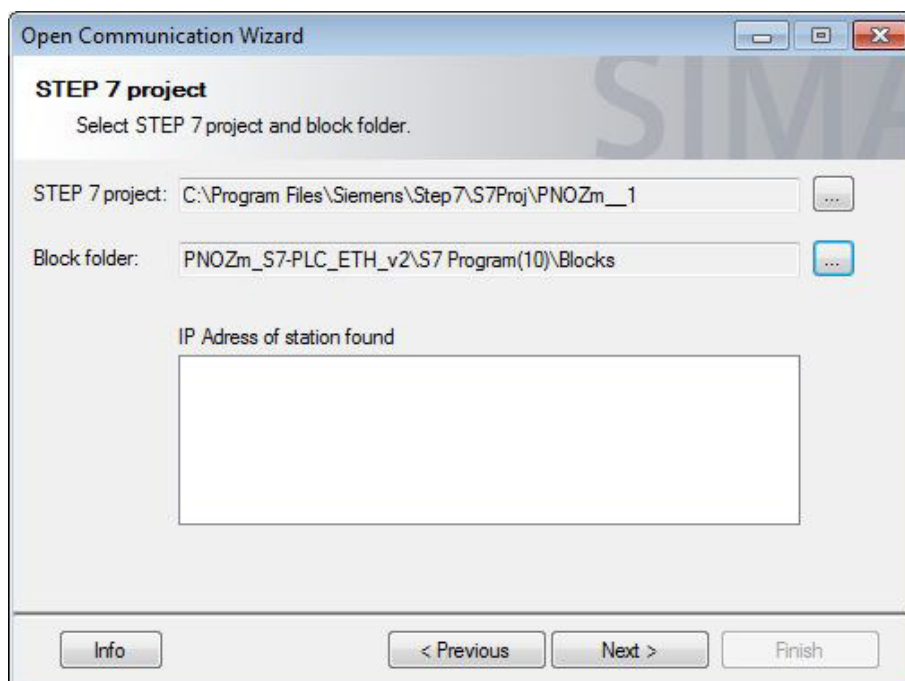 Open Communication Wizard
SIMA
STEP 7 project
Select STEP 7 project and block folder.
STEP 7 project: C:\Program Files\Siemens\Step7\S7Proj\PNOZm__1 ...
Block folder: PNOZm_S7-PLC_ETH_v2\S7 Program(10)\Blocks ...
IP Adress of station found
Info < Previous Next > Finish